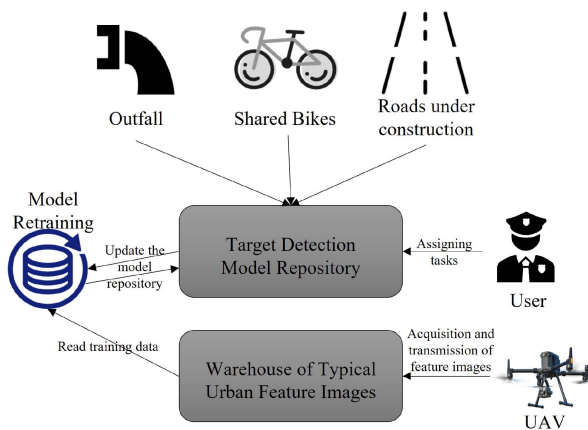 Outfall
Shared Bikes
Roads under
construction
Model
Retraining
Update the
model
repository
Target Detection
Model Repository
Assigning
tasks
User
Read training data
Warehouse of Typical
Urban Feature Images
Acquisition and
transmission of
feature images
UAV